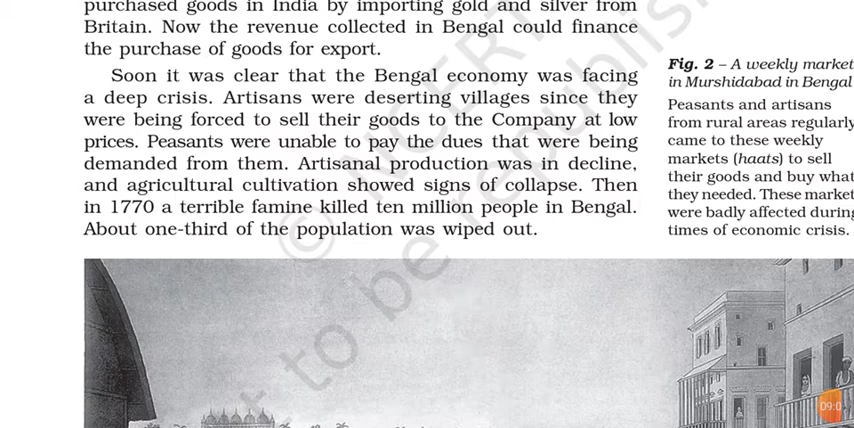 purchased goods in India by importing gold and silver from
Britain. Now the revenue collected in Bengal could finance
the purchase of goods for export.
Soon it was clear that the Bengal economy was facing
a deep crisis. Artisans were deserting villages since they
were being forced to sell their goods to the Company at low
prices. Peasants were unable to pay the dues that were being
demanded from them. Artisanal production was in decline,
and agricultural cultivation showed signs of collapse. Then
in 1770 a terrible famine killed ten million people in Bengal.
About one-third of the population was wiped out.
Fig. 2 – A weekly market
in Murshidabad in Bengal
Peasants and artisans
from rural areas regularly
came to these weekly
markets (haats) to sell
their goods and buy what
they needed. These market
were badly affected during
times of economic crisis.
© NCERT
not to be republish
09:0